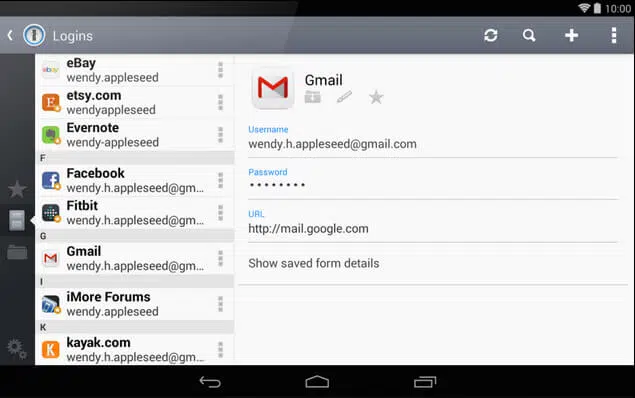 10:00
Logins
eBay
wendy.appleseed
etsy.com
wendyappleseed
Evernote
wendy-appleseed
F
Facebook
wendy.h.appleseed@gm...
Fitbit
wendy.h.appleseed@gm...
G
Gmail
wendy.h.appleseed@gm...
I
iMore Forums
wendy.appleseed
K
kayak.com
wendy.h.appleseed@gm...
Gmail
Username
wendy.h.appleseed@gmail.com
Password
••••••••
URL
http://mail.google.com
Show saved form details